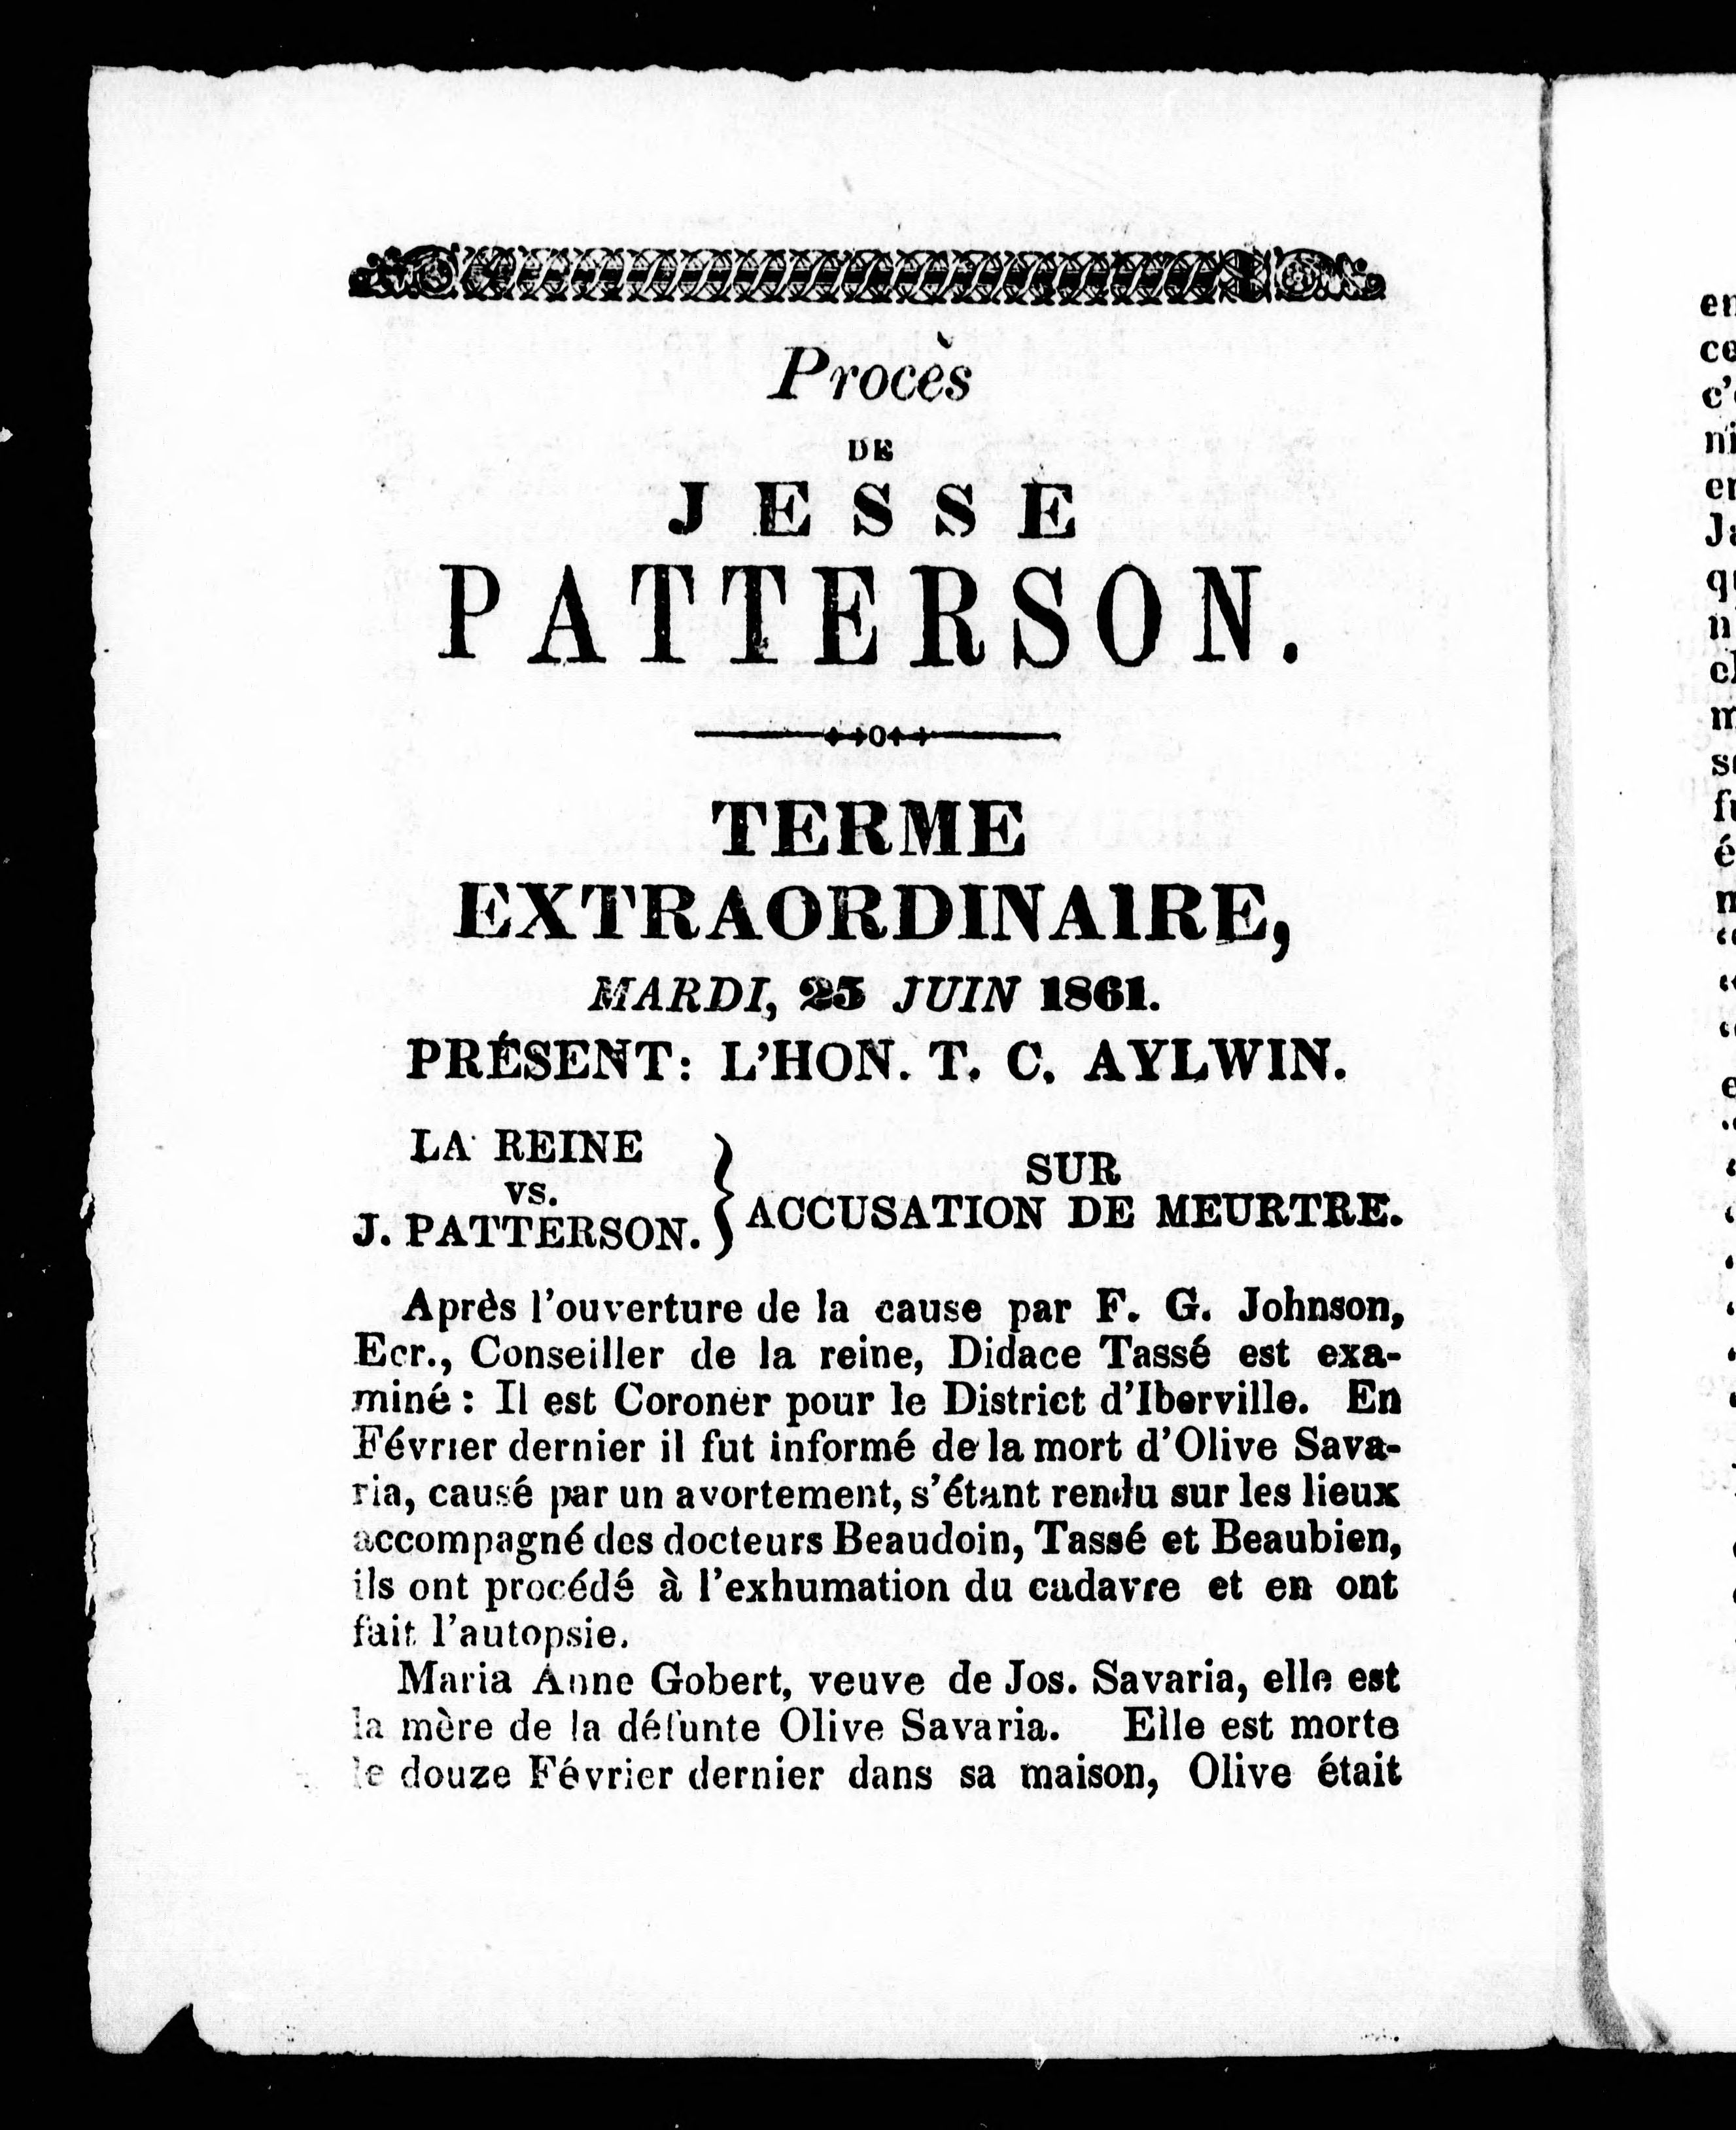 Procès
DE
JESSE
PATTERSON.
TERME
EXTRAORDINAIRE,
MARDI, 25 JUIN 1861.
PRÉSENT: L'HON. T. C. AYLWIN.
LA REINE
vs.
J. PATTERSON.
} SUR
ACCUSATION DE MEURTRE.
Après l'ouverture de la cause par F. G. Johnson,
Ecr., Conseiller de la reine, Didace Tassé est exa-
miné : Il est Coroner pour le District d'Iberville. En
Février dernier il fut informé de la mort d'Olive Sava-
ria, causé par un avortement, s'étant rendu sur les lieux
accompagné des docteurs Beaudoin, Tassé et Beaubien,
ils ont procédé à l'exhumation du cadavre et en ont
fait l'autopsie.
Maria Anne Gobert, veuve de Jos. Savaria, elle est
la mère de la défunte Olive Savaria. Elle est morte
le douze Février dernier dans sa maison, Olive était